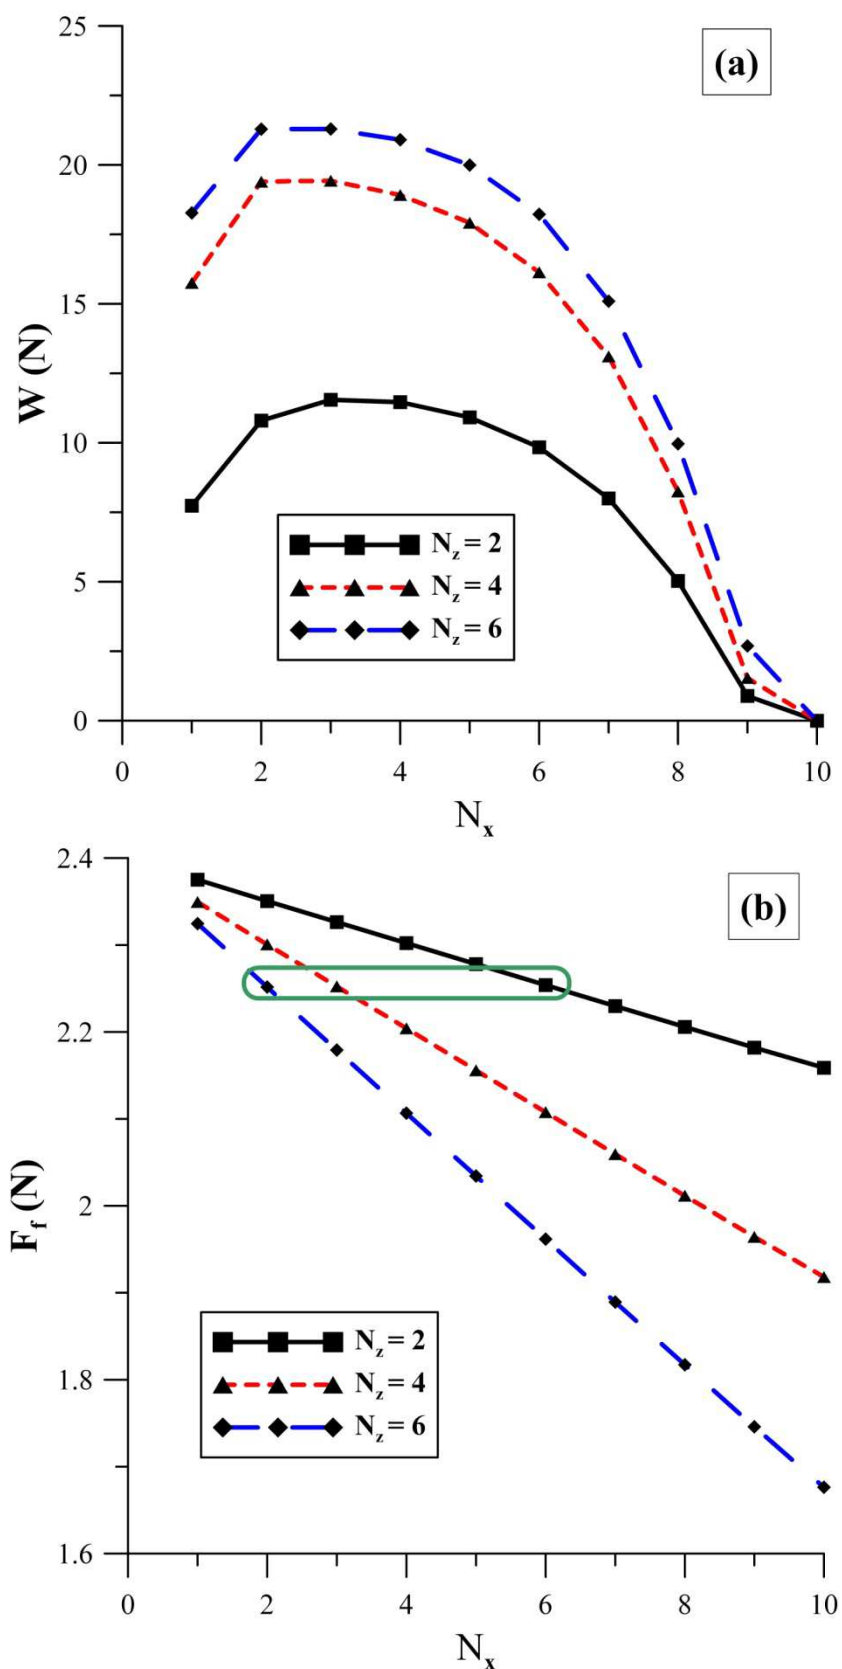 25
(a)
20
15
W (N)
10
N_z = 2
5
N_z = 4
N_z = 6
0
0 2 4 6 8 10
N_x
2.4
(b)
2.2
F_f (N)
2
N_z = 2
1.8
N_z = 4
N_z = 6
1.6
0 2 4 6 8 10
N_x